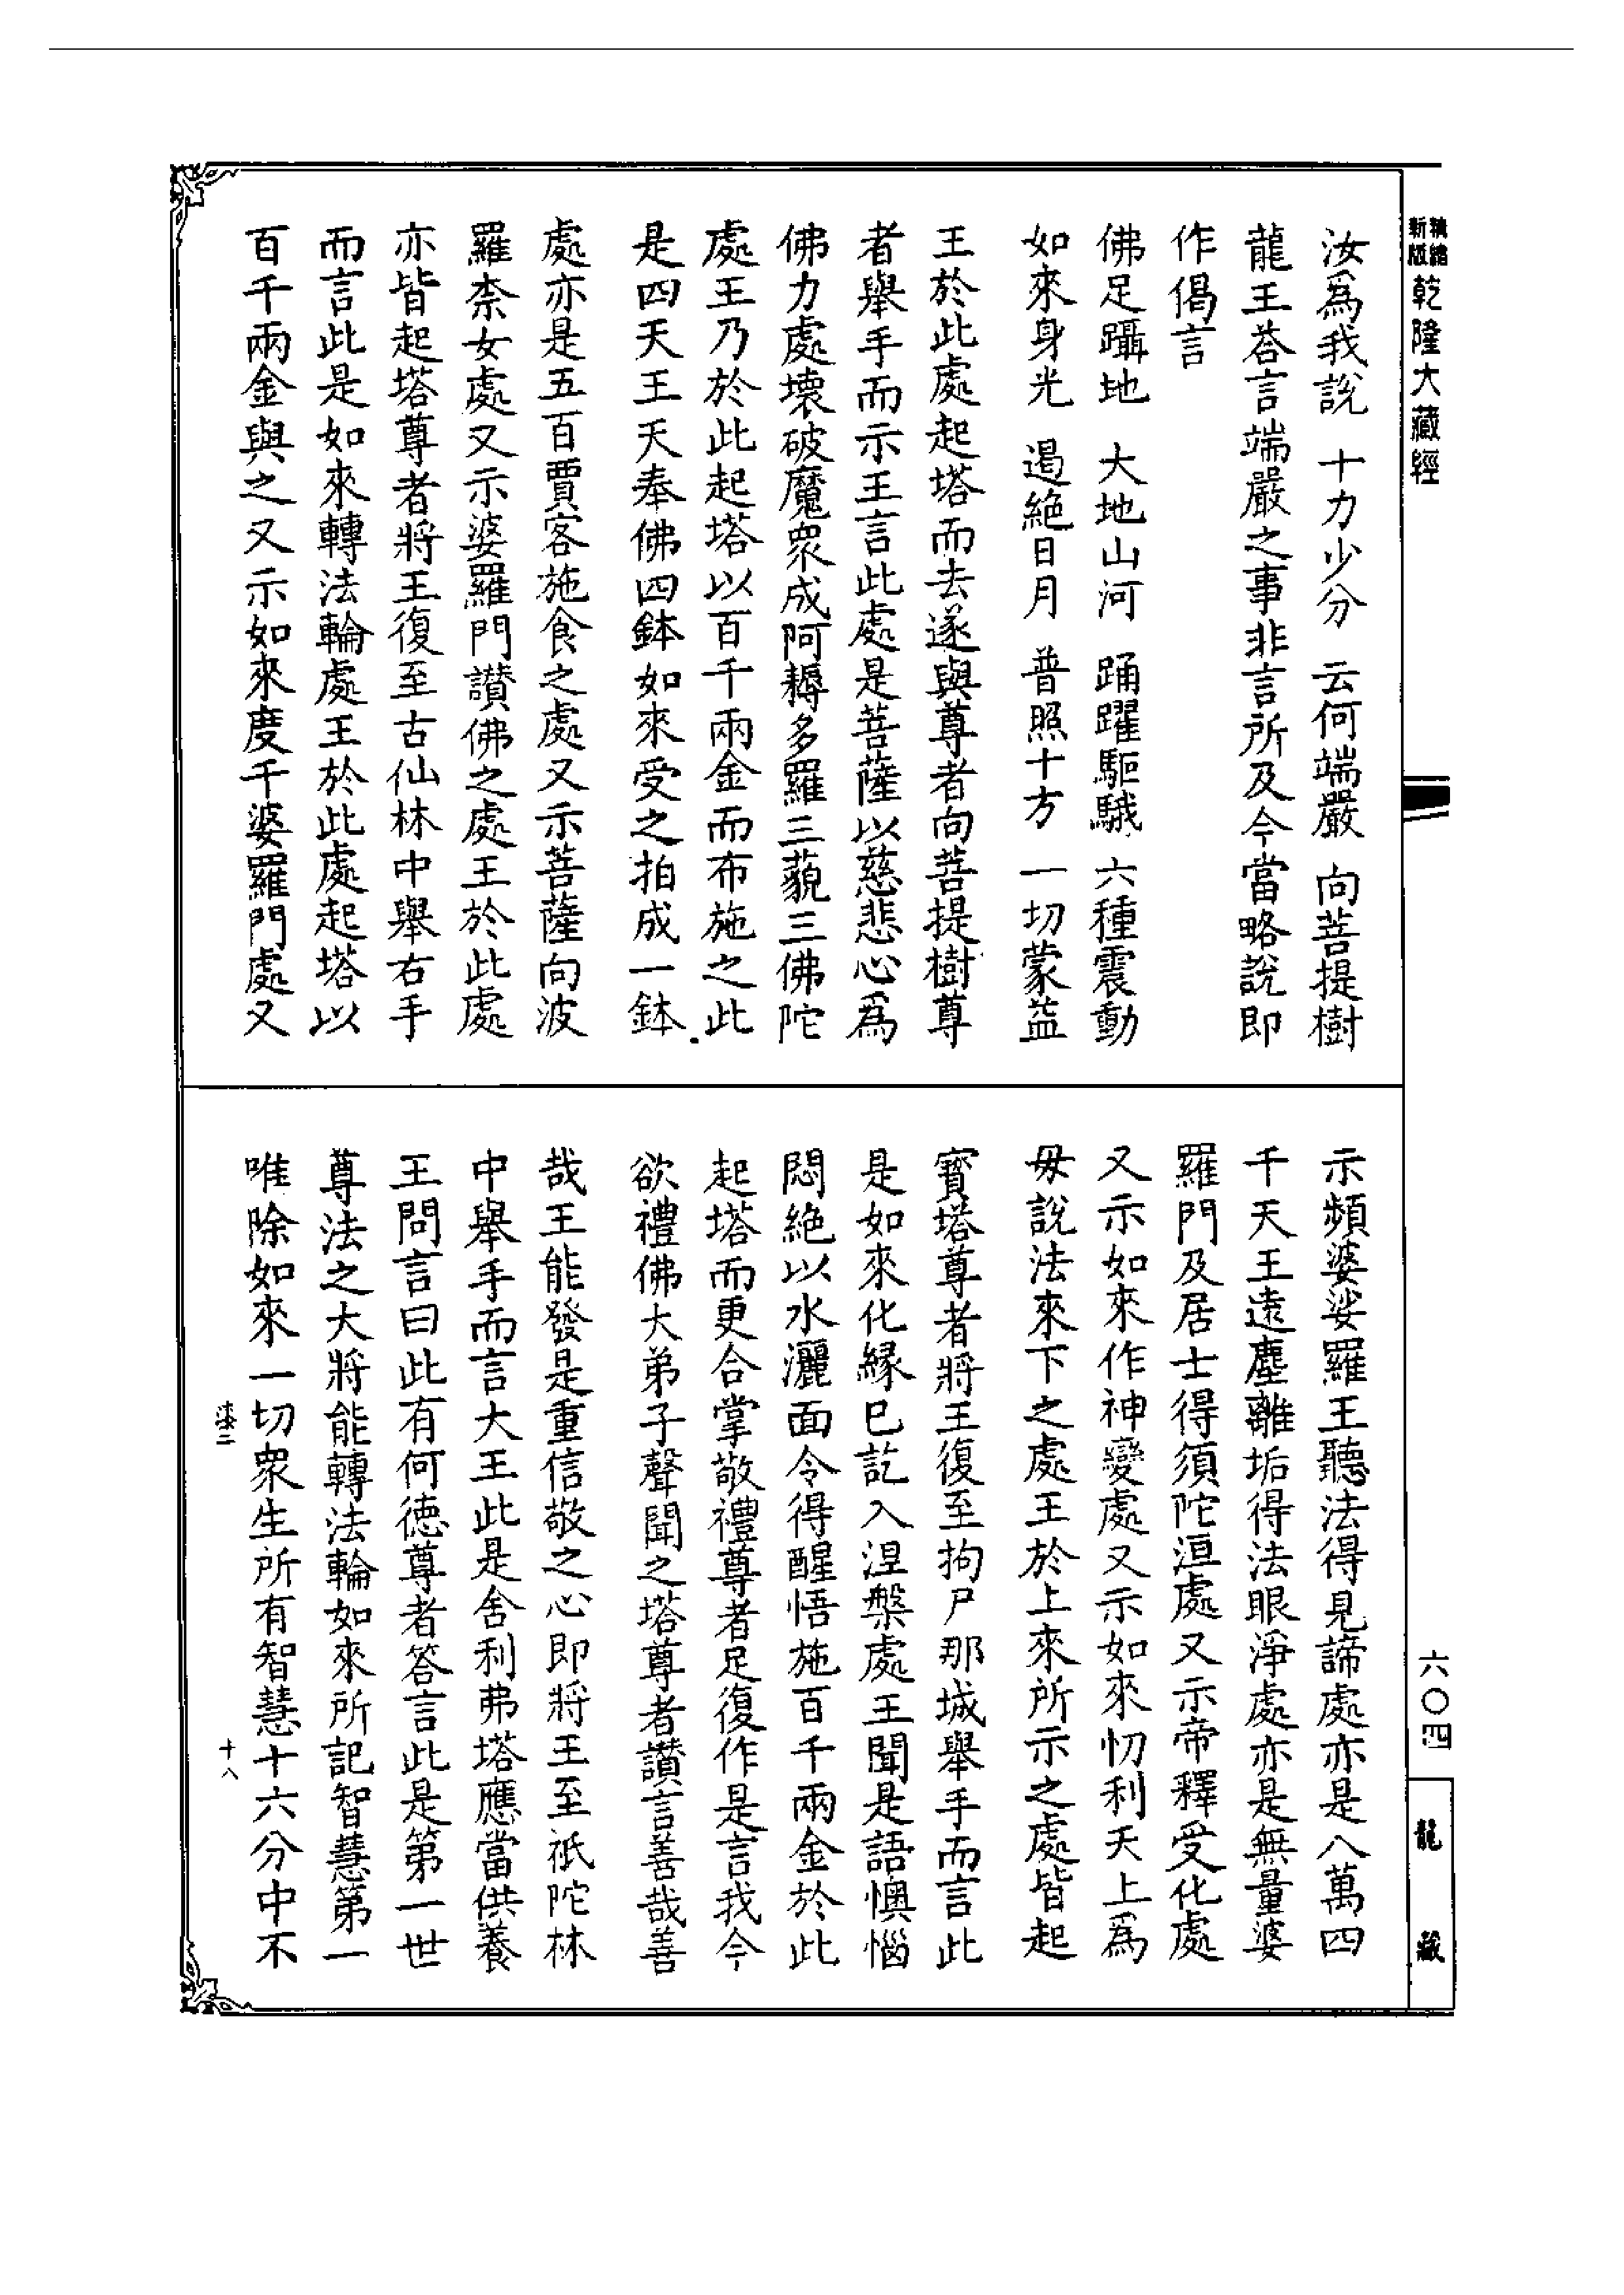 新版精縮乾隆大藏經
汝爲我說　十力少分　云何端嚴　向菩提樹
龍王荅言端嚴之事非言所及今當略說即
作偈言
佛足躡地　大地山河　踊躍駏駥　六種震動
如來身光　遏絕日月　普照十方　一切蒙益
王於此處起塔而去遂與尊者向菩提樹尊
者舉手而示王言此處是菩薩以慈悲心爲
佛力處壞破魔眾成阿耨多羅三藐三佛陀
處王乃於此起塔以百千兩金而布施之此
是四天王天奉佛四鉢如來受之拍成一鉢
處亦是五百賈客施食之處又示菩薩向波
羅柰女處又示婆羅門讚佛之處王於此處
亦皆起塔尊者將王復至古仙林中舉右手
而言此是如來轉法輪處王於此處起塔以
百千兩金與之又示如來度千婆羅門處又
示頻婆娑羅王聽法得見諦處亦是八萬四
千天王遠塵離垢得法眼淨處亦是無量婆
羅門及居士得須陀洹處又示帝釋受化處
又示如來作神變處又示如來忉利天上爲
毋說法來下之處王於上來所示之處皆起
寶塔尊者將王復至拘尸那城舉手而言此
是如來化緣巳訖入涅槃處王聞是語懊惱
悶絕以水灑面令得醒悟施百千兩金於此
起塔而更合掌敬禮尊者足復作是言我今
欲禮佛大弟子聲聞之塔尊者讚言善哉善
哉王能發是重信敬之心即將王至祇陀林
中舉手而言大王此是舍利弗塔應當供養
王問言曰此有何德尊者答言此是第一世
尊法之大將能轉法輪如來所記智慧第一
唯除如來一切眾生所有智慧十六分中不
漆二　十八
六〇四
龍藏